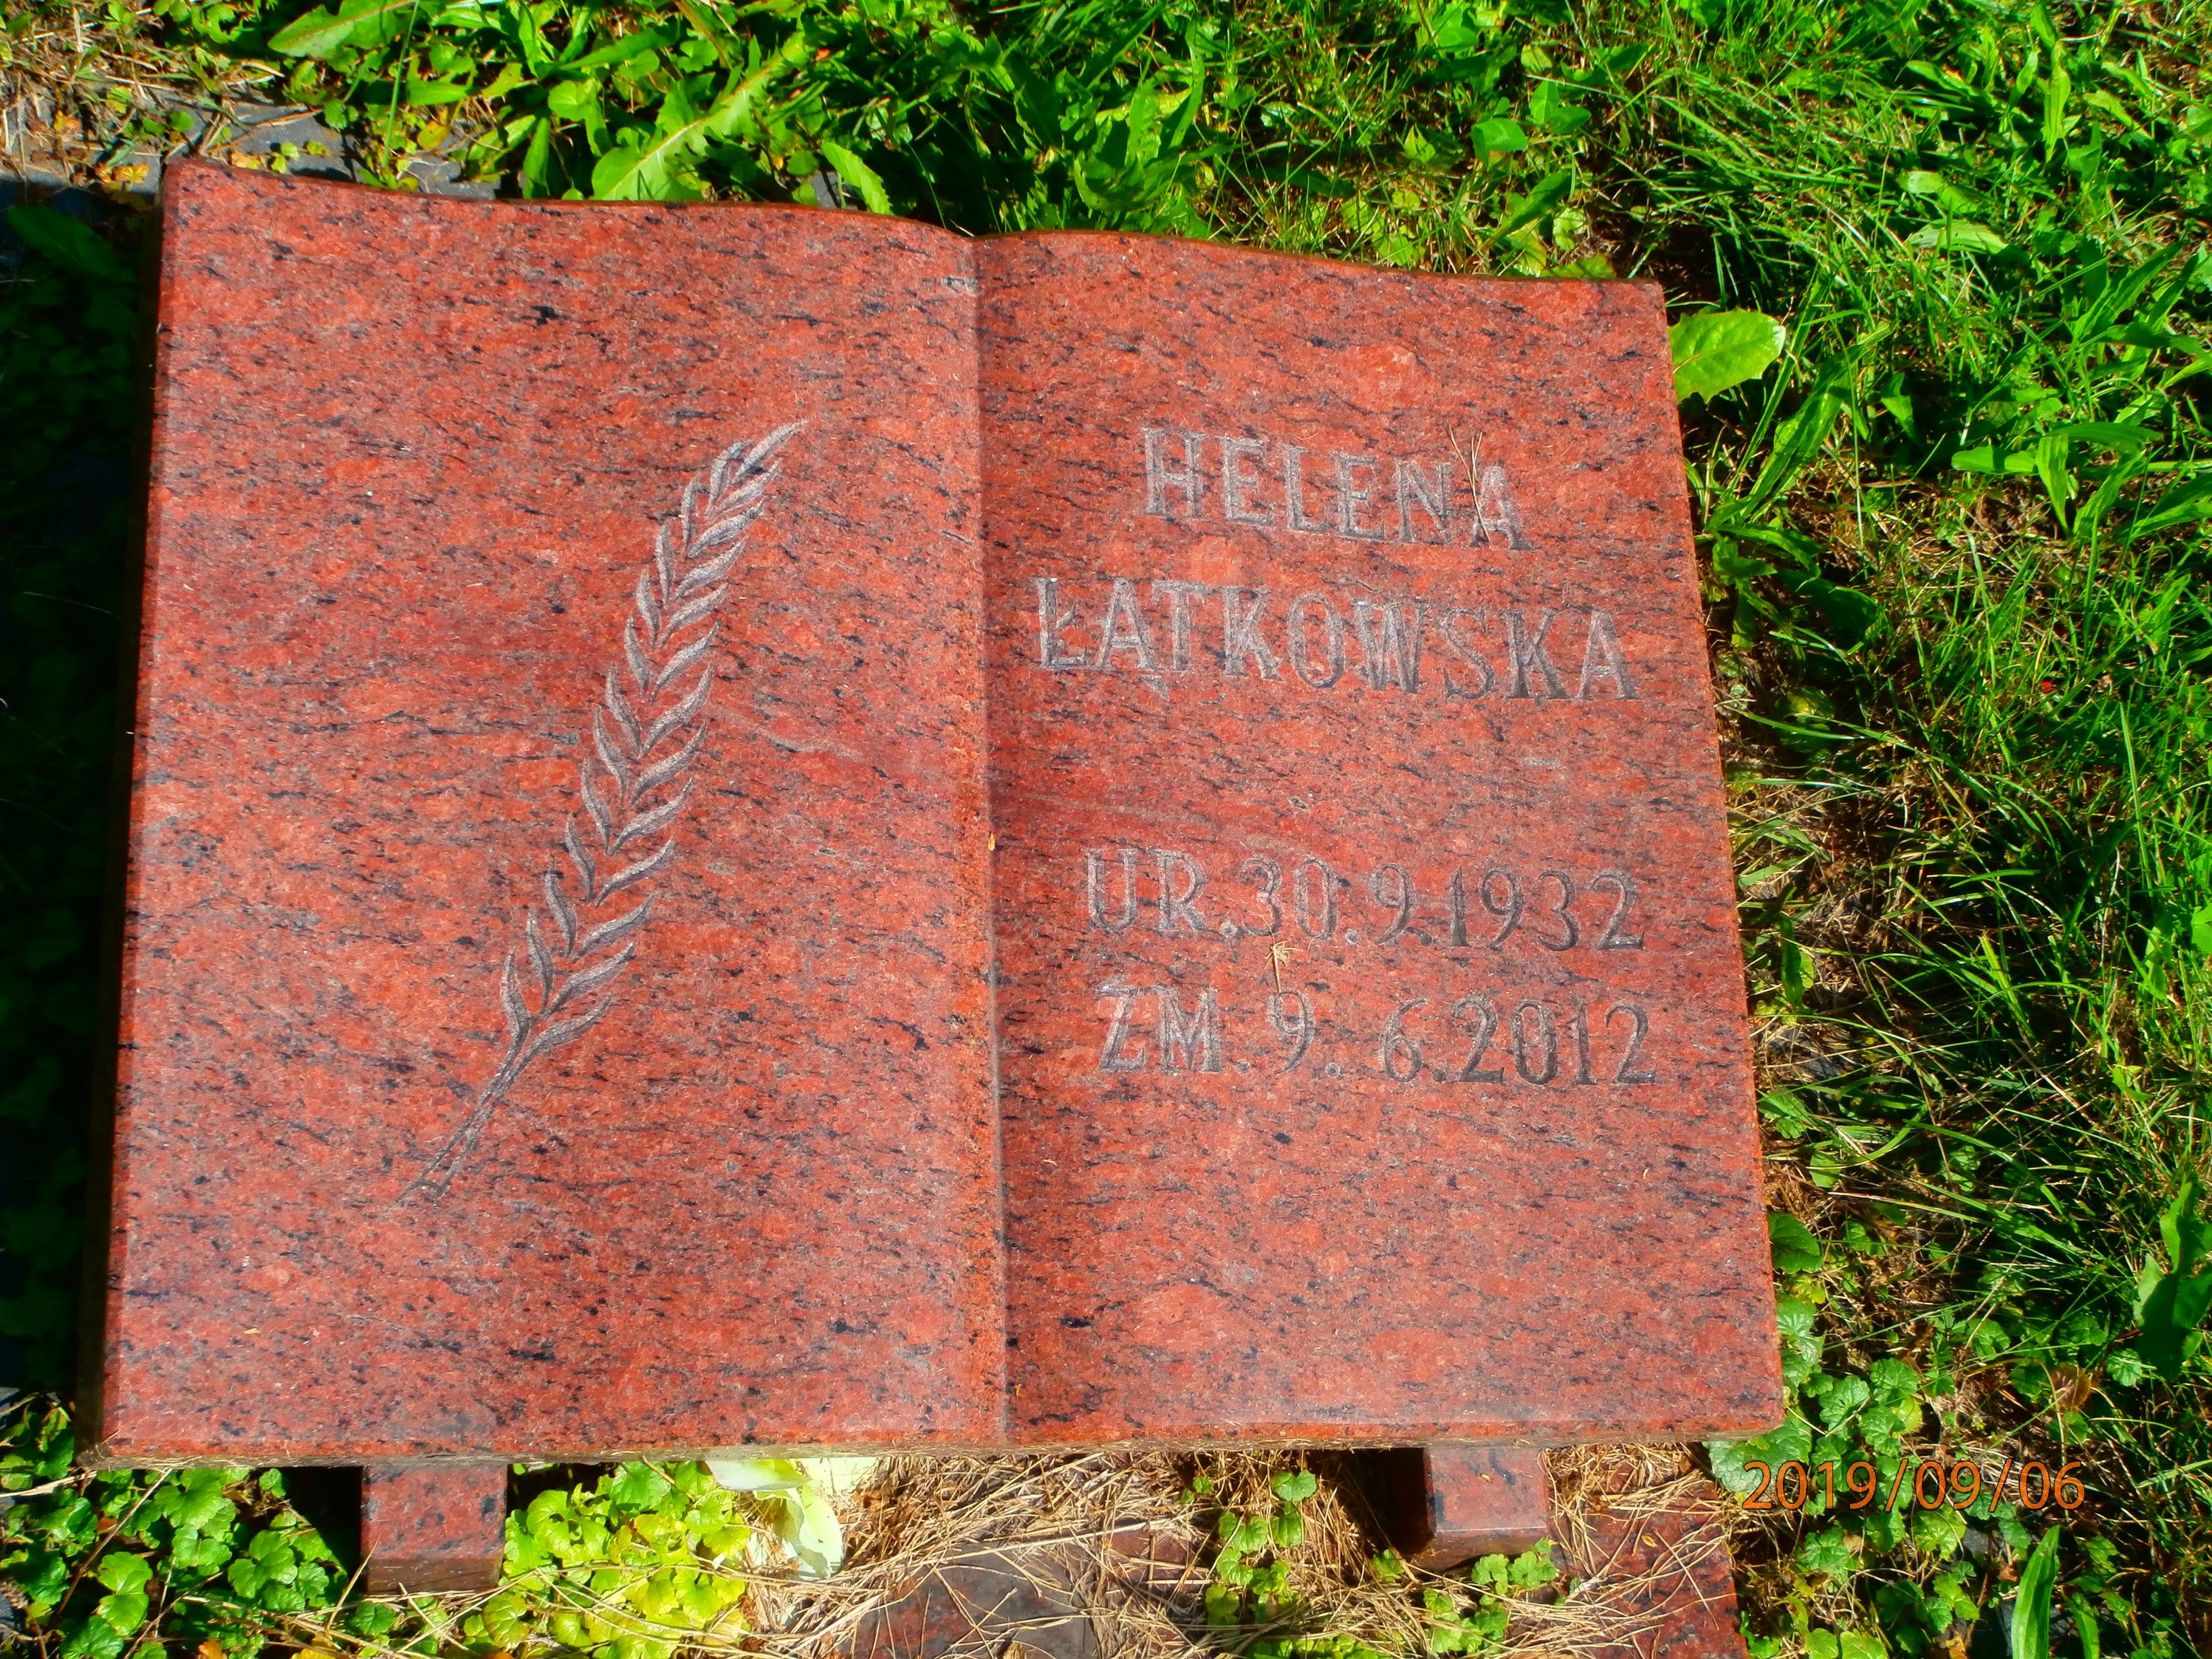 HELENA
ŁĄTKOWSKA
UR.30.9.1932
ZM.9.6.2012
2019/09/06